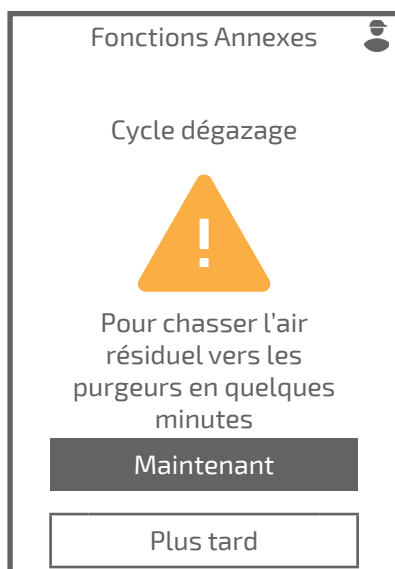 Fonctions Annexes
Cycle dégazage
!
Pour chasser l’air
résiduel vers les
purgeurs en quelques
minutes
Maintenant
Plus tard